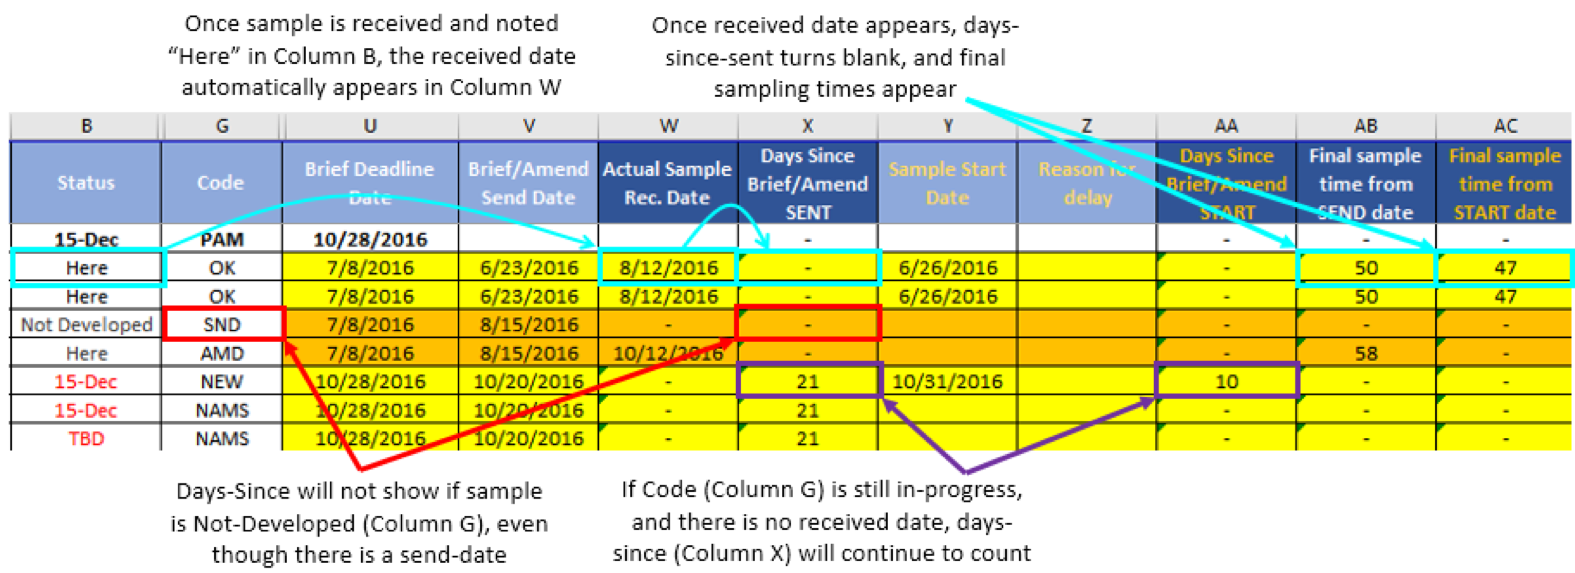 Once sample is received and noted
“Here” in Column B, the received date
automatically appears in Column W
Once received date appears, days-
since-sent turns blank, and final
sampling times appear
B G U V W X Y Z AA AB AC
Status Code Brief Deadline Date Brief/Amend Send Date Actual Sample Rec. Date Days Since Brief/Amend SENT Sample Start Date Reason for delay Days Since Brief/Amend START Final sample time from SEND date Final sample time from START date
15-Dec PAM 10/28/2016 - - - -
Here OK 7/8/2016 6/23/2016 8/12/2016 - 6/26/2016 - 50 47
Here OK 7/8/2016 6/23/2016 8/12/2016 - 6/26/2016 - 50 47
Not Developed SND 7/8/2016 8/15/2016 - - - - -
Here AMD 7/8/2016 8/15/2016 10/12/2016 - - 58 -
15-Dec NEW 10/28/2016 10/20/2016 - 21 10/31/2016 10 - -
15-Dec NAMS 10/28/2016 10/20/2016 - 21 - - -
TBD NAMS 10/28/2016 10/20/2016 - 21 - - -
Days-Since will not show if sample
is Not-Developed (Column G), even
though there is a send-date
If Code (Column G) is still in-progress,
and there is no received date, days-
since (Column X) will continue to count